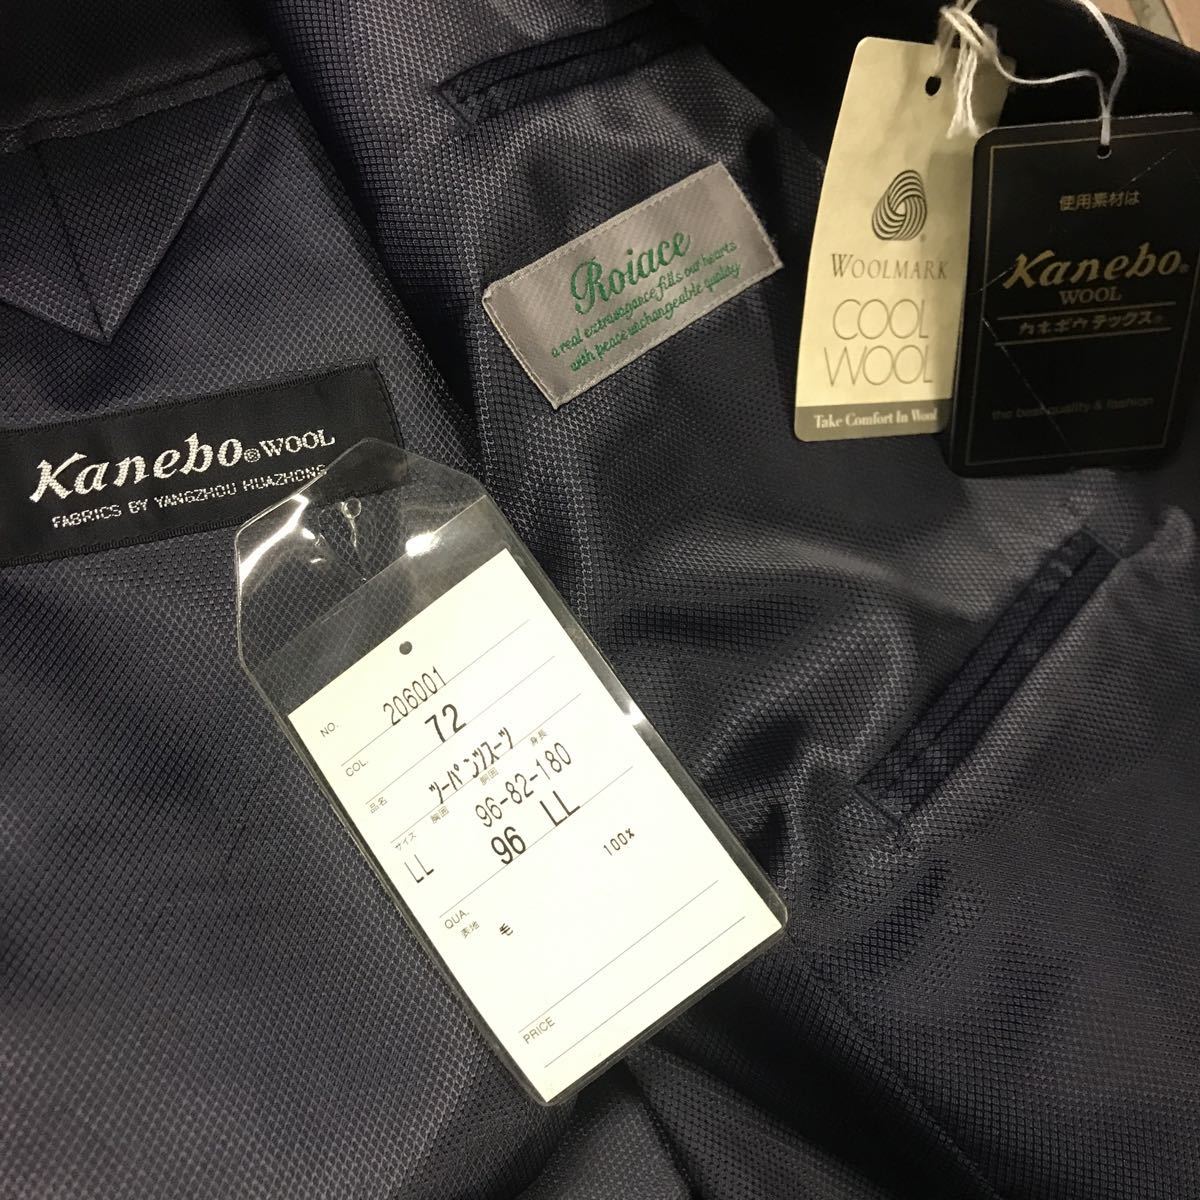 Roiace
a real extravagance fills our hearts
with peace unchangeable quality
WOOLMARK
COOL
WOOL
Take Comfort In Wool
使用素材は
Kanebo®
WOOL
カネボウテックス®
the best quality & fashion
Kanebo® WOOL
FABRICS BY YANGZHOU HUAZHONG
NO. 206001
COL. 72
品名 ツーパンツスーツ
サイズ 胸囲 胴囲 身長
96-82-180
LL 96 LL
QUA. 100%
表地 毛
PRICE